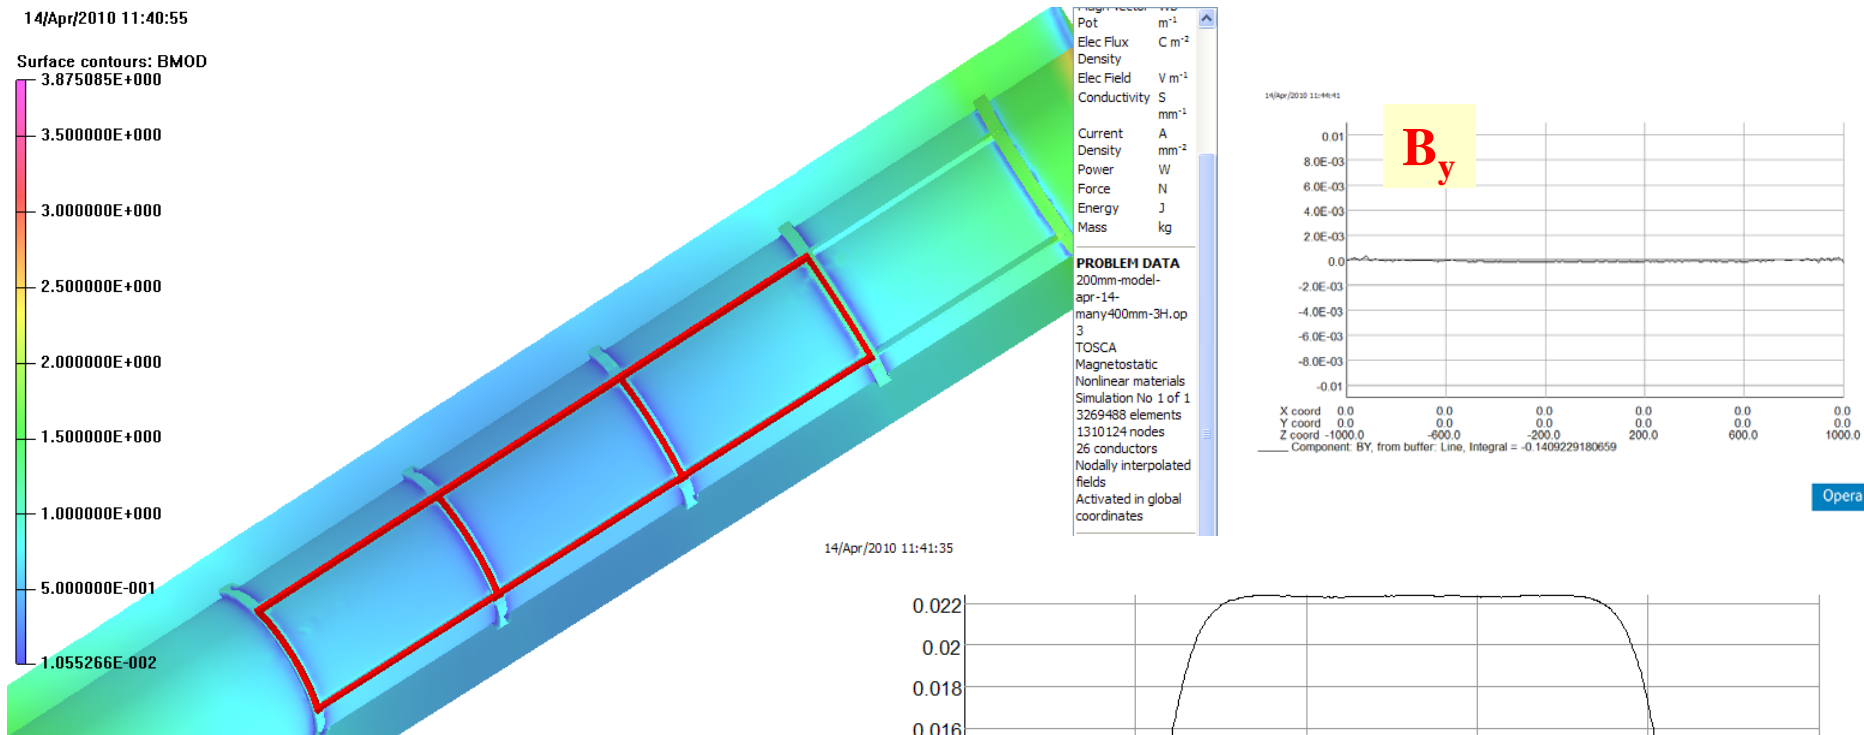 14/Apr/2010 11:40:55
Surface contours: BMOD
3.875085E+000
3.500000E+000
3.000000E+000
2.500000E+000
2.000000E+000
1.500000E+000
1.000000E+000
5.000000E-001
1.055266E-002
Pot m⁻¹
Elec Flux C m⁻²
Density
Elec Field V m⁻¹
Conductivity S
mm⁻¹
Current A
Density mm⁻²
Power W
Force N
Energy J
Mass kg
PROBLEM DATA
200mm-model-
apr-14-
many400mm-3H.op
3
TOSCA
Magnetostatic
Nonlinear materials
Simulation No 1 of 1
3269488 elements
1310124 nodes
26 conductors
Nodally interpolated
fields
Activated in global
coordinates
14/Apr/2010 11:44:41
By
0.01
8.0E-03
6.0E-03
4.0E-03
2.0E-03
0.0
-2.0E-03
-4.0E-03
-6.0E-03
-8.0E-03
-0.01
X coord 0.0 0.0 0.0 0.0 0.0 0.0
Y coord 0.0 0.0 0.0 0.0 0.0 0.0
Z coord -1000.0 -600.0 -200.0 200.0 600.0 1000.0
Component: BY, from buffer: Line, Integral = -0.1409229180659
Opera
14/Apr/2010 11:41:35
0.022
0.02
0.018
0.016